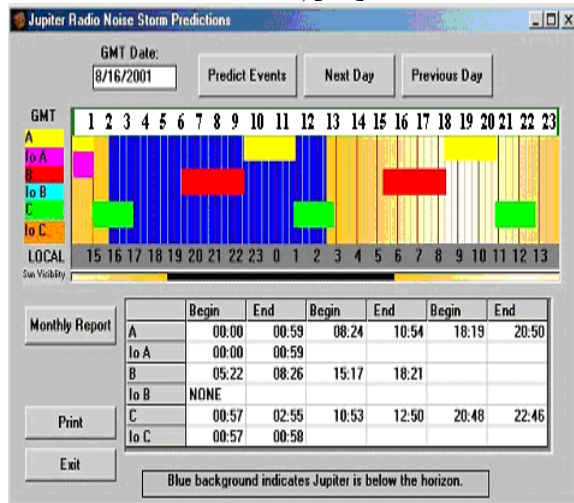 Jupiter Radio Noise Storm Predictions
GMT Date:
8/16/2001
Predict Events
Next Day
Previous Day
GMT
1 2 3 4 5 6 7 8 9 10 11 12 13 14 15 16 17 18 19 20 21 22 23
A
Io A
B
Io B
C
Io C
LOCAL
15 16 17 18 19 20 21 22 23 0 1 2 3 4 5 6 7 8 9 10 11 12 13
Sun Visiblity
Monthly Report
Begin End Begin End Begin End
A 00:00 00:59 08:24 10:54 18:19 20:50
Io A 00:00 00:59
B 05:22 08:26 15:17 18:21
Io B NONE
C 00:57 02:55 10:53 12:50 20:48 22:46
Io C 00:57 00:58
Print
Exit
Blue background indicates Jupiter is below the horizon.